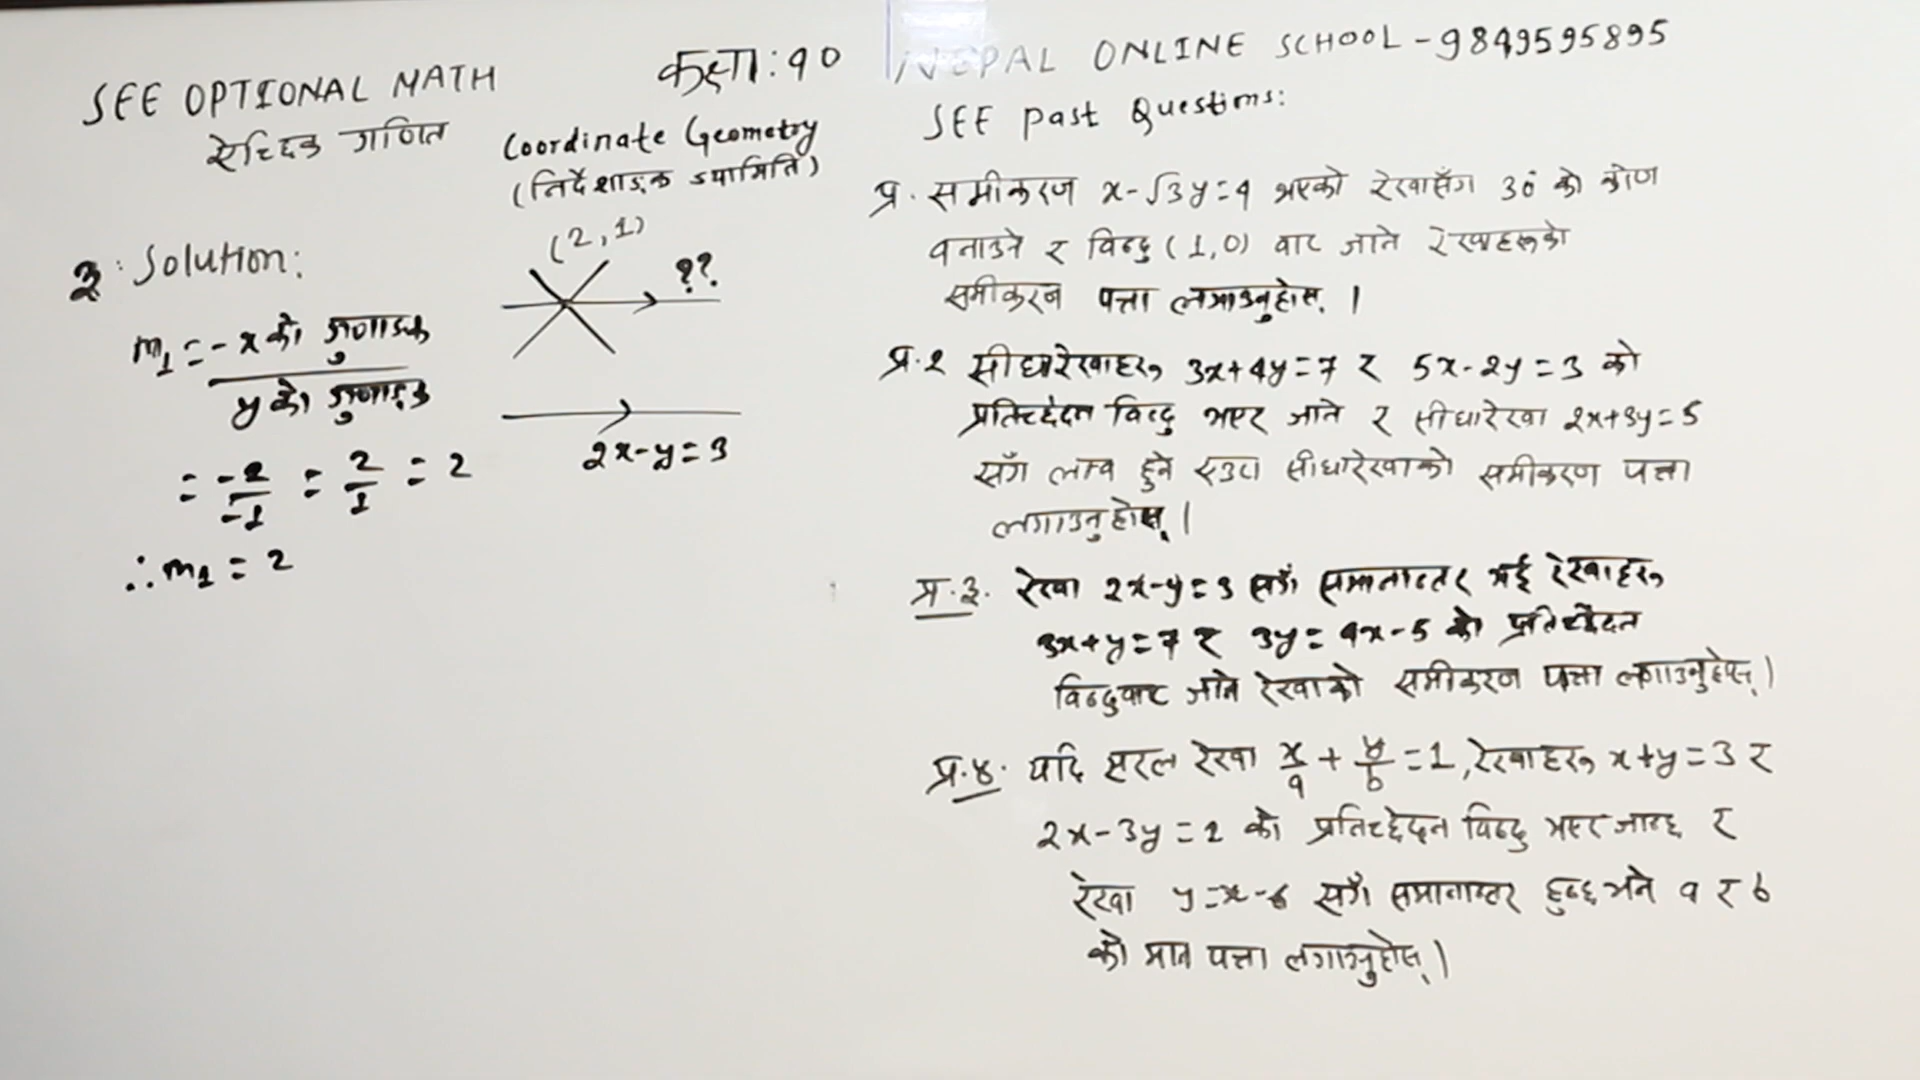 SEE OPTIONAL MATH
ऐच्छिक गणित
कक्षा: १०
Coordinate Geometry
(निर्देशाङ्क ज्यामिति)
3. Solution:
(2, 1)
??
m₁ = -x को गुणाङ्क
y को गुणाङ्क
= -2/-1 = 2/1 = 2
∴ m₁ = 2
2x-y=3
NEPAL ONLINE SCHOOL - 9849595895
SEE Past Questions:
प्र. समीकरण x-√3y=4 भएको रेखासँग 30° को कोण
बनाउने र बिन्दु (1,0) बाट जाने रेखाहरूको
समीकरण पत्ता लगाउनुहोस् ।
प्र.2 सीधारेखाहरू 3x+4y=7 र 5x-2y=3 को
प्रतिच्छेदन विन्दु भएर जाने र सीधारेखा 2x+3y=5
सँग लम्ब हुने एउटा सीधारेखाको समीकरण पत्ता
लगाउनुहोस् ।
प्र.३. रेखा 2x-y=3 सँग समानान्तर भई रेखाहरू
3x+y=7 र 3y=4x-5 को प्रतिच्छेदन
विन्दुबाट जाने रेखाको समीकरण पत्ता लगाउनुहोस् ।
प्र.४. यदि सरल रेखा x/a + y/b = 1, रेखाहरू x+y=3 र
2x-3y=2 को प्रतिच्छेदन विन्दु भएर जान्छ र
रेखा y=x-6 सँग समानान्तर हुन्छ भने a र b
को मान पत्ता लगाउनुहोस् ।